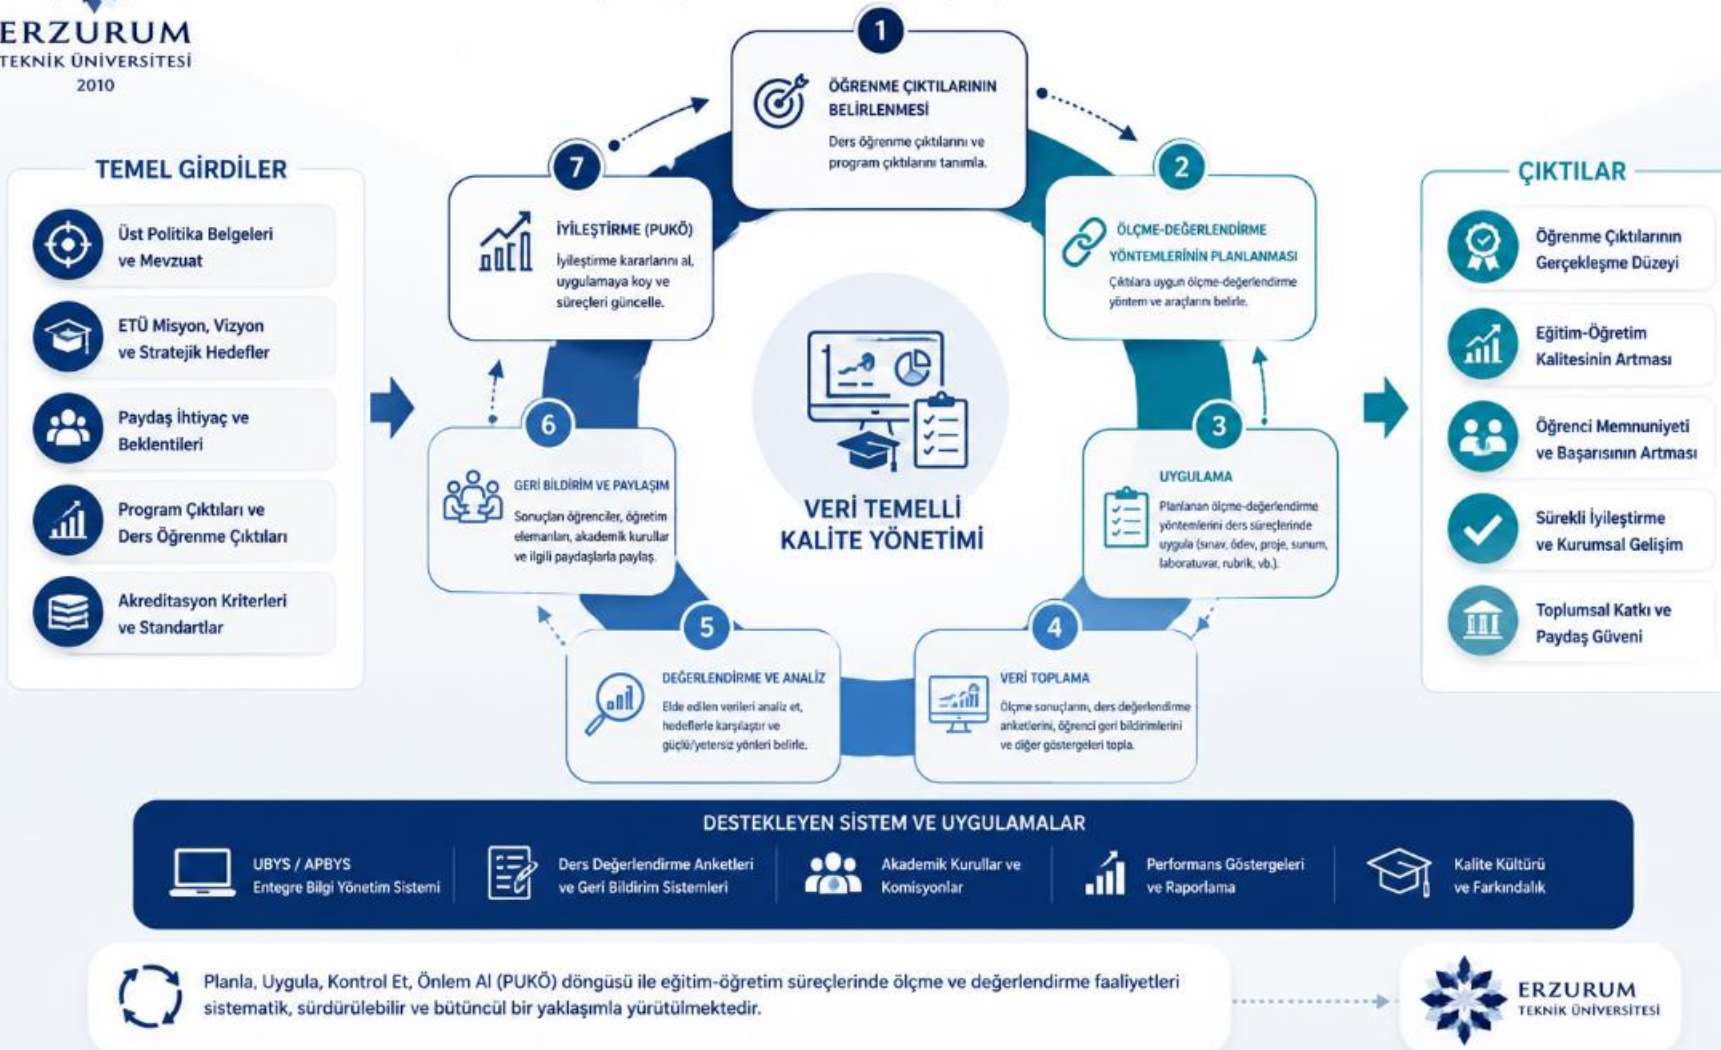 ERZURUM
TEKNİK ÜNİVERSİTESİ
2010
TEMEL GİRDİLER
Üst Politika Belgeleri
ve Mevzuat
ETÜ Misyon, Vizyon
ve Stratejik Hedefler
Paydaş İhtiyaç ve
Beklentileri
Program Çıktıları ve
Ders Öğrenme Çıktıları
Akreditasyon Kriterleri
ve Standartlar
1
ÖĞRENME ÇIKTILARININ
BELİRLENMESİ
Ders öğrenme çıktılarını ve
program çıktılarını tanımla.
2
ÖLÇME-DEĞERLENDİRME
YÖNTEMLERİNİN PLANLANMASI
Çıktılara uygun ölçme-değerlendirme
yöntem ve araçlarını belirle.
3
UYGULAMA
Planlanan ölçme-değerlendirme
yöntemlerini ders süreçlerinde
uygula (sınav, ödev, proje, sunum,
laboratuvar, rubrik, vb.).
4
VERİ TOPLAMA
Ölçme sonuçlarını, ders değerlendirme
anketlerini, öğrenci geri bildirimlerini
ve diğer göstergeleri topla.
5
DEĞERLENDİRME VE ANALİZ
Elde edilen verileri analiz et,
hedeflerle karşılaştır ve
güçlü/yetersiz yönleri belirle.
6
GERİ BİLDİRİM VE PAYLAŞIM
Sonuçları öğrenciler, öğretim
elemanları, akademik kurullar
ve ilgili paydaşlarla paylaş.
7
İYİLEŞTİRME (PUKÖ)
İyileştirme kararlarını al,
uygulamaya koy ve
süreçleri güncelle.
VERİ TEMELLİ
KALİTE YÖNETİMİ
ÇIKTILAR
Öğrenme Çıktılarının
Gerçekleşme Düzeyi
Eğitim-Öğretim
Kalitesinin Artması
Öğrenci Memnuniyeti
ve Başarısının Artması
Sürekli İyileştirme
ve Kurumsal Gelişim
Toplumsal Katkı ve
Paydaş Güveni
DESTEKLEYEN SİSTEM VE UYGULAMALAR
UBYS / APBYS
Entegre Bilgi Yönetim Sistemi
Ders Değerlendirme Anketleri
ve Geri Bildirim Sistemleri
Akademik Kurullar ve
Komisyonlar
Performans Göstergeleri
ve Raporlama
Kalite Kültürü
ve Farkındalık
Planla, Uygula, Kontrol Et, Önlem Al (PUKÖ) döngüsü ile eğitim-öğretim süreçlerinde ölçme ve değerlendirme faaliyetleri
sistematik, sürdürülebilir ve bütüncül bir yaklaşımla yürütülmektedir.
ERZURUM
TEKNİK ÜNİVERSİTESİ